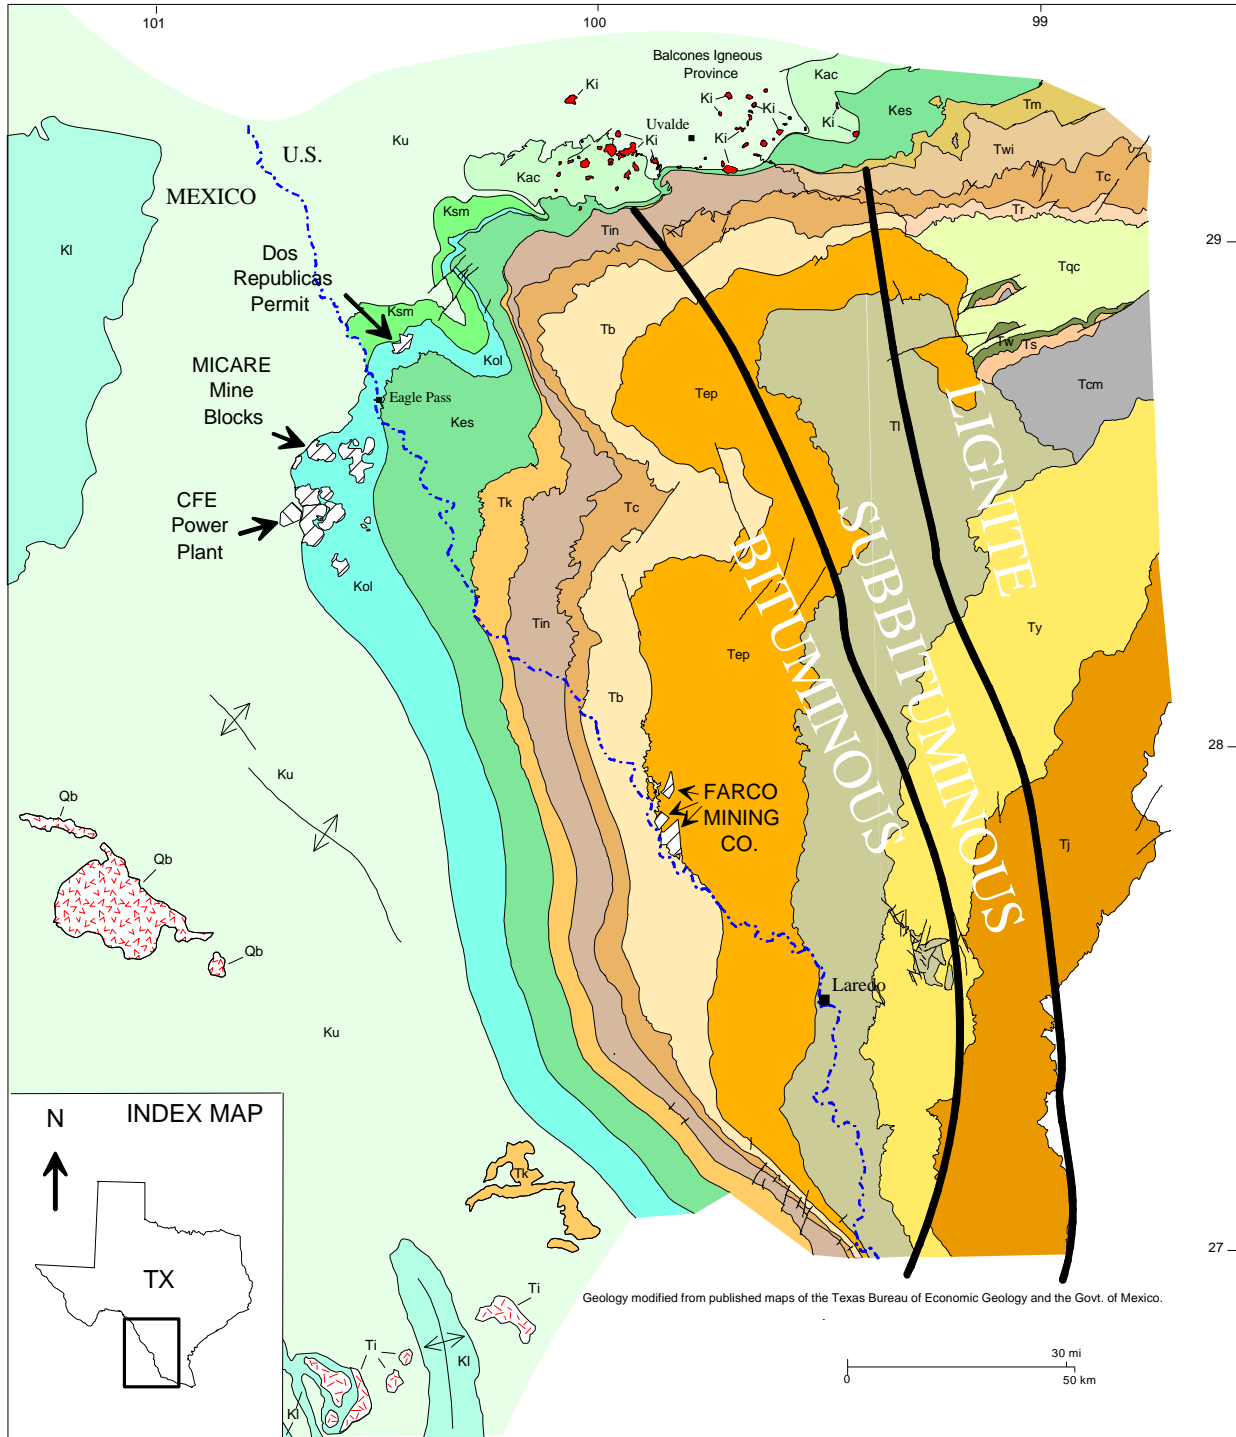 101
100
99
Balcones Igneous
Province
Kac
Ki
Ki
Ki
Kes
Tm
Uvalde
Ki
Ki
Ki
Ku
U.S.
Twi
Kac
Tc
MEXICO
Ksm
Tr
Kl
Tin
29
Dos
Republicas
Permit
Tqc
Ksm
Tb
Tw
Ts
Kol
MICARE
Mine
Blocks
Tep
Tcm
Eagle Pass
Kes
Tl
LIGNITE
CFE
Power
Plant
Tk
Tc
SUBBITUMINOUS
BITUMINOUS
Kol
Tin
Ty
Tep
Tb
28
Ku
Qb
FARCO
MINING
CO.
Tj
Qb
Qb
Laredo
Ku
N
INDEX MAP
Tk
27
TX
Ti
Geology modified from published maps of the Texas Bureau of Economic Geology and the Govt. of Mexico.
Ti
Kl
30 mi
0
50 km
Kl